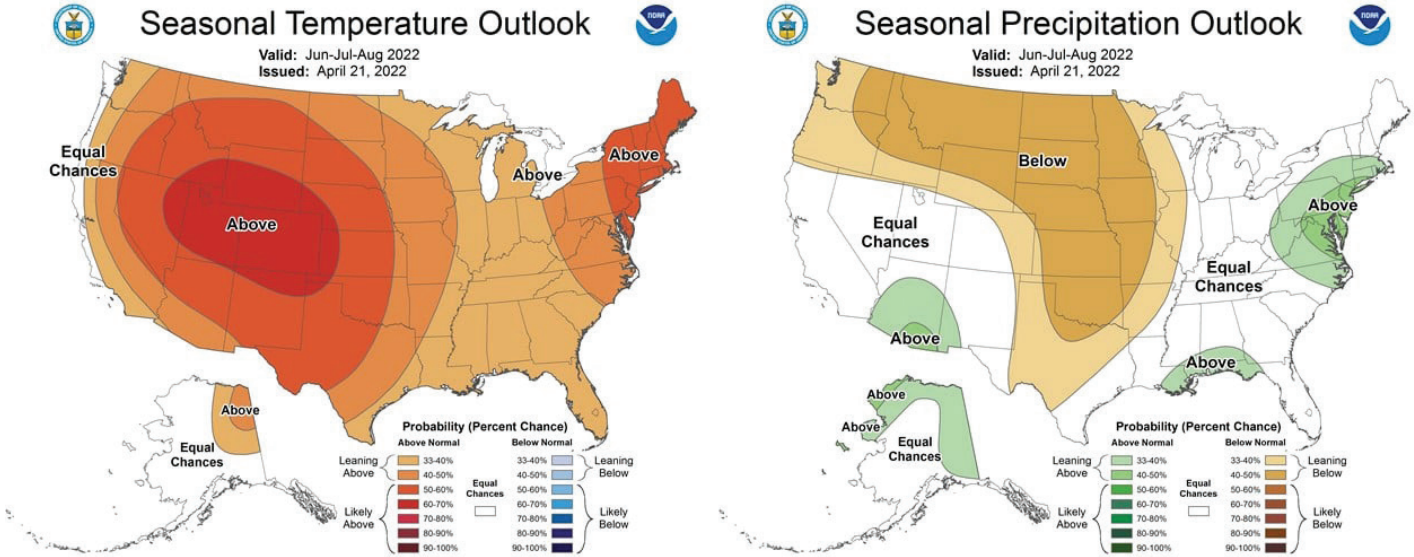 Seasonal Temperature Outlook
NOAA
Valid: Jun-Jul-Aug 2022
Issued: April 21, 2022
Equal
Chances
Above
Above
Above
Above
Equal
Chances
Probability (Percent Chance)
Above Normal
Below Normal
Leaning
Above
33-40%
40-50%
Likely
Above
50-60%
60-70%
70-80%
80-90%
90-100%
Equal
Chances
33-40%
40-50%
Leaning
Below
50-60%
60-70%
70-80%
80-90%
90-100%
Likely
Below
Seasonal Precipitation Outlook
NOAA
Valid: Jun-Jul-Aug 2022
Issued: April 21, 2022
Below
Equal
Chances
Above
Equal
Chances
Above
Above
Above
Above
Equal
Chances
Probability (Percent Chance)
Above Normal
Below Normal
Leaning
Above
33-40%
40-50%
Likely
Above
50-60%
60-70%
70-80%
80-90%
90-100%
Equal
Chances
33-40%
40-50%
Leaning
Below
50-60%
60-70%
70-80%
80-90%
90-100%
Likely
Below